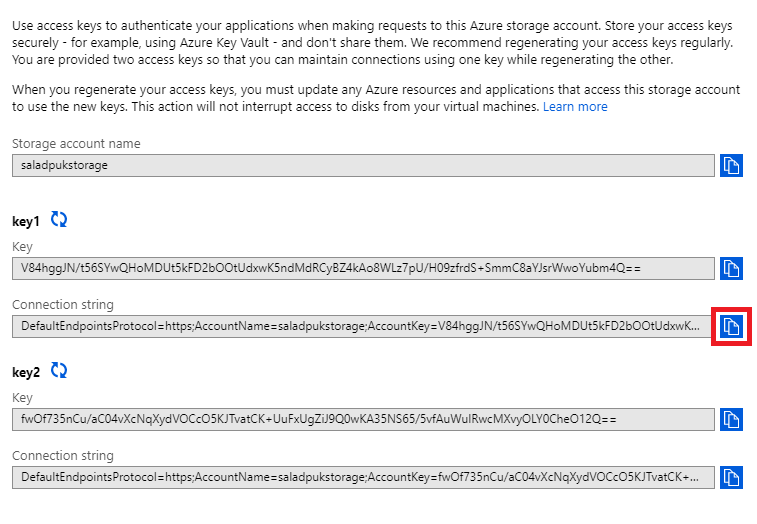 Use access keys to authenticate your applications when making requests to this Azure storage account. Store your access keys
securely - for example, using Azure Key Vault - and don't share them. We recommend regenerating your access keys regularly.
You are provided two access keys so that you can maintain connections using one key while regenerating the other.
When you regenerate your access keys, you must update any Azure resources and applications that access this storage account
to use the new keys. This action will not interrupt access to disks from your virtual machines. Learn more
Storage account name
saladpukstorage
key1
Key
V84hggJN/t56SYwQHoMDUt5kFD2bOOtUdxwK5ndMdRCyBZ4kAo8WLz7pU/H09zfrdS+SmmC8aYJsrWwoYubm4Q==
Connection string
DefaultEndpointsProtocol=https;AccountName=saladpukstorage;AccountKey=V84hggJN/t56SYwQHoMDUt5kFD2bOOtUdxwK...
key2
Key
fwOf735nCu/aC04vXcNqXydVOCcO5KJTvatCK+UuFxUgZiJ9Q0wKA35NS65/5vfAuWuIRwcMXvyOLY0CheO12Q==
Connection string
DefaultEndpointsProtocol=https;AccountName=saladpukstorage;AccountKey=fwOf735nCu/aC04vXcNqXydVOCcO5KJTvatCK+...